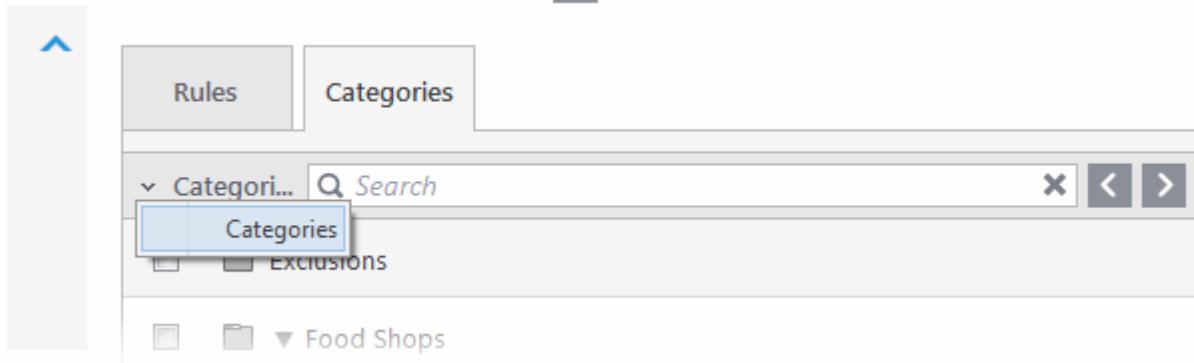 Rules Categories
Categori... Search
Categories
Exclusions
Food Shops